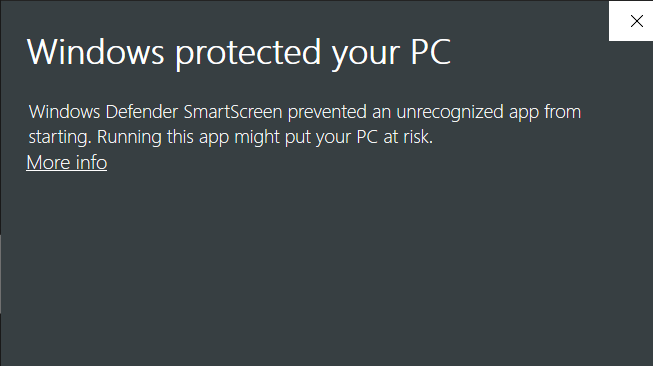 Windows protected your PC
Windows Defender SmartScreen prevented an unrecognized app from
starting. Running this app might put your PC at risk.
More info